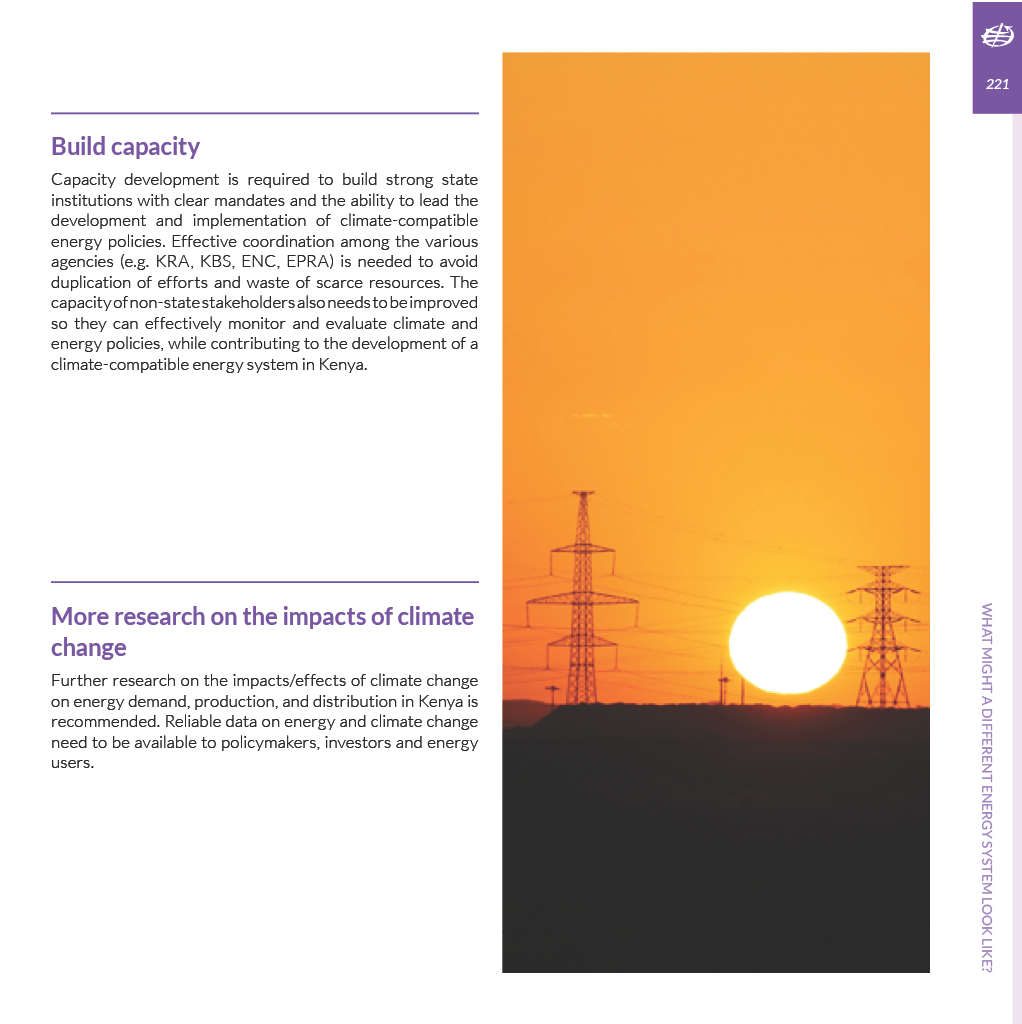 221
Build capacity
Capacity development is required to build strong state
institutions with clear mandates and the ability to lead the
development and implementation of climate-compatible
energy policies. Effective coordination among the various
agencies (e.g. KRA, KBS, ENC, EPRA) is needed to avoid
duplication of efforts and waste of scarce resources. The
capacity of non-state stakeholders also needs to be improved
so they can effectively monitor and evaluate climate and
energy policies, while contributing to the development of a
climate-compatible energy system in Kenya.
More research on the impacts of climate
change
Further research on the impacts/effects of climate change
on energy demand, production, and distribution in Kenya is
recommended. Reliable data on energy and climate change
need to be available to policymakers, investors and energy
users.
WHAT MIGHT A DIFFERENT ENERGY SYSTEM LOOK LIKE?